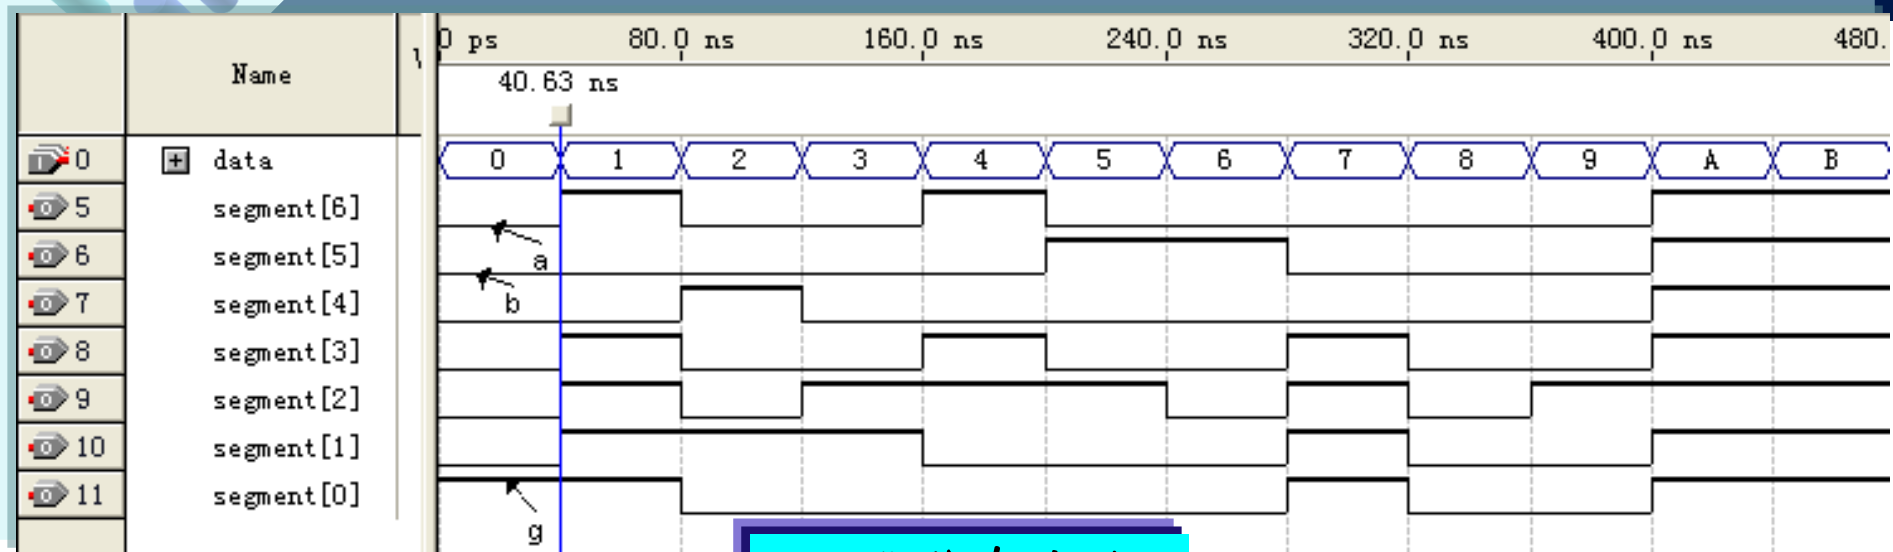 0 ps 80.0 ns 160.0 ns 240.0 ns 320.0 ns 400.0 ns 480.
Name
40.63 ns
0 data 0 1 2 3 4 5 6 7 8 9 A B
5 segment[6]
6 segment[5] a
7 segment[4] b
8 segment[3]
9 segment[2]
10 segment[1]
11 segment[0]
g